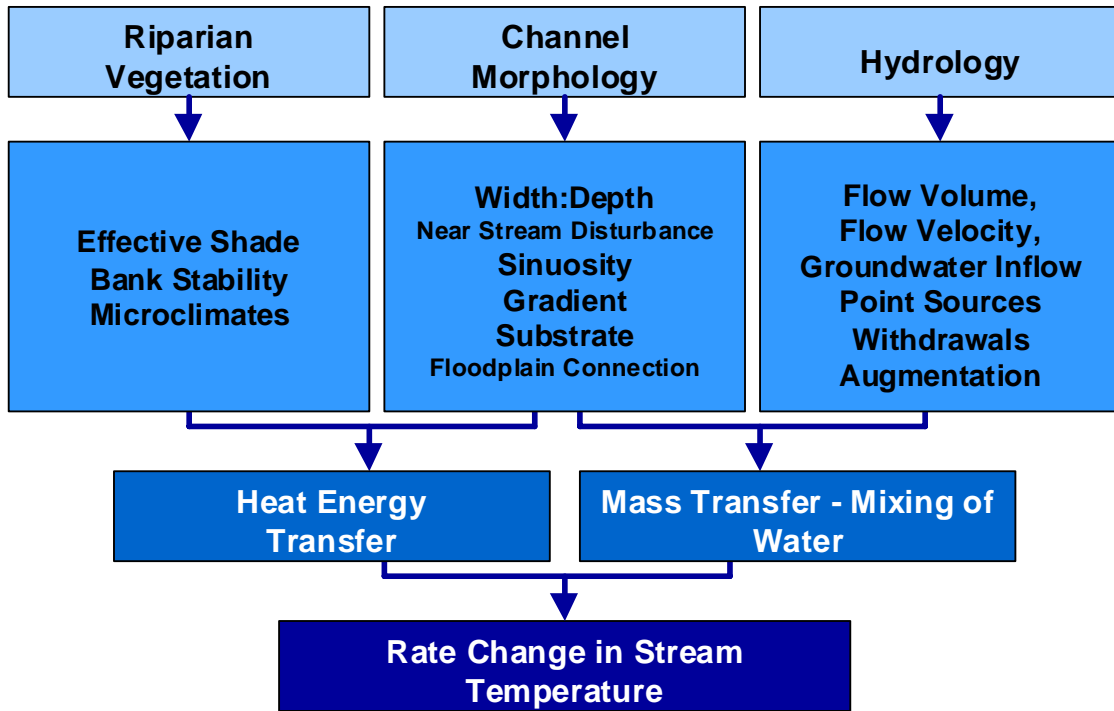 Riparian
Vegetation
Channel
Morphology
Hydrology
Effective Shade
Bank Stability
Microclimates
Width:Depth
Near Stream Disturbance
Sinuosity
Gradient
Substrate
Floodplain Connection
Flow Volume,
Flow Velocity,
Groundwater Inflow
Point Sources
Withdrawals
Augmentation
Heat Energy
Transfer
Mass Transfer - Mixing of
Water
Rate Change in Stream
Temperature